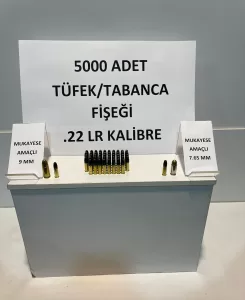 5000 ADET
TÜFEK/TABANCA
FİŞEĞİ
.22 LR KALİBRE
MUKAYESE
AMAÇLI
9 MM
MUKAYESE
AMAÇLI
7.65 MM